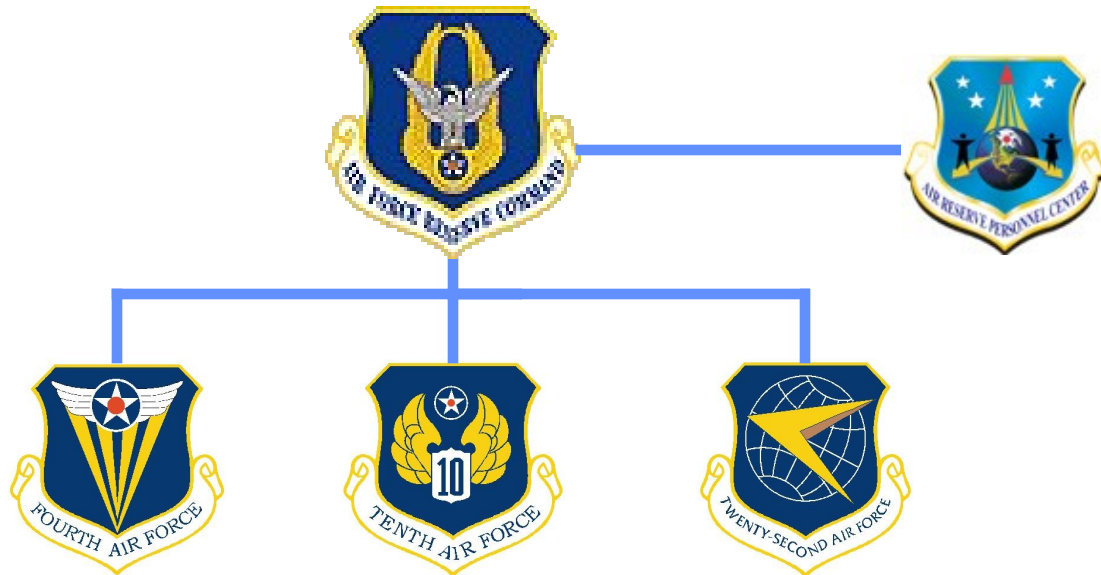 AIR FORCE RESERVE COMMAND
AIR RESERVE PERSONNEL CENTER
FOURTH AIR FORCE
10
TENTH AIR FORCE
TWENTY-SECOND AIR FORCE